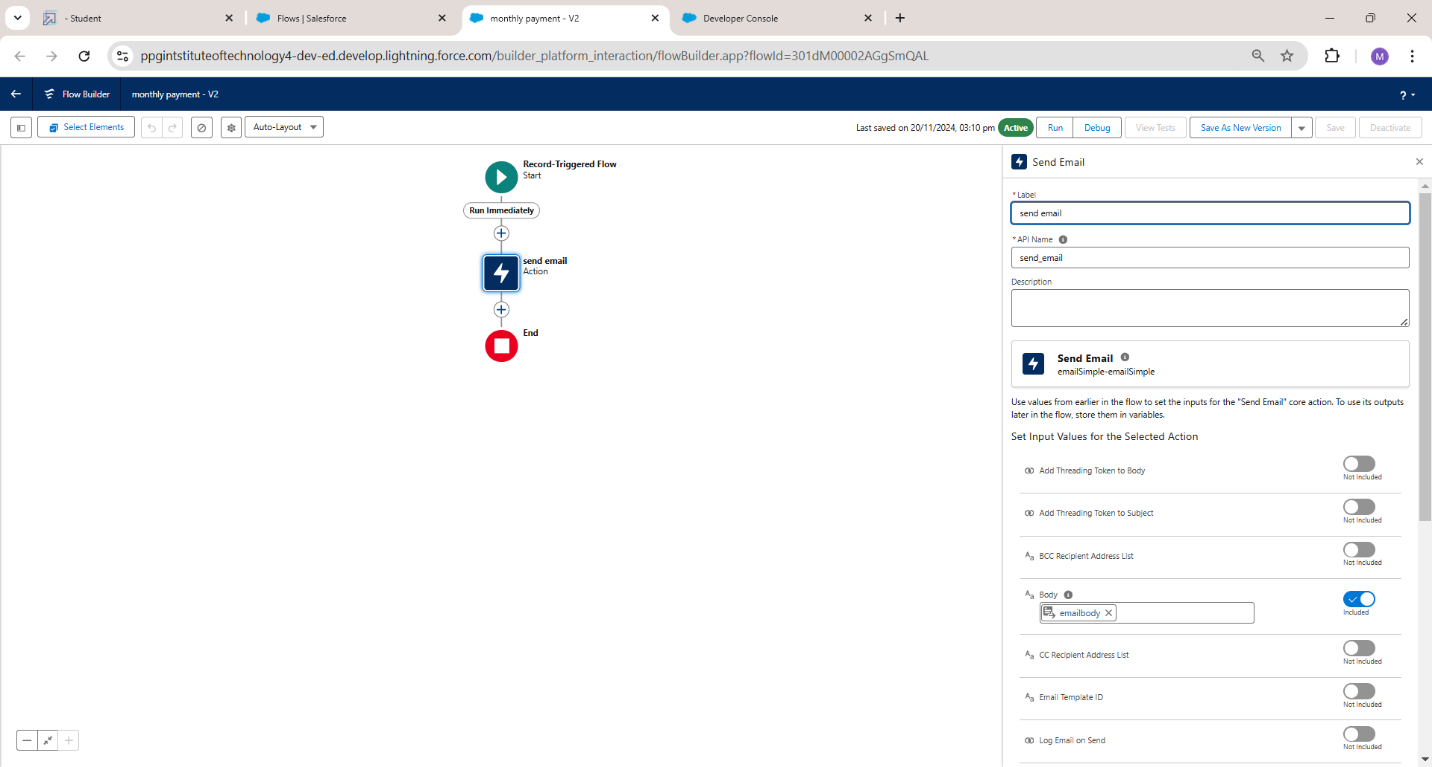 - Student
Flows | Salesforce
monthly payment - V2
Developer Console
ppgintstituteoftechnology4-dev-ed.develop.lightning.force.com/builder_platform_interaction/flowBuilder.app?flowId=301dM00002AGgSmQAL
M
Flow Builder
monthly payment - V2
?
Select Elements
Auto-Layout
Last saved on 20/11/2024, 03:10 pm
Active
Run
Debug
View Tests
Save As New Version
Save
Deactivate
Record-Triggered Flow
Start
Run Immediately
send email
Action
End
Send Email
* Label
send email
* API Name
send_email
Description
Send Email
emailSimple-emailSimple
Use values from earlier in the flow to set the inputs for the "Send Email" core action. To use its outputs
later in the flow, store them in variables.
Set Input Values for the Selected Action
Add Threading Token to Body
Not Included
Add Threading Token to Subject
Not Included
Aa BCC Recipient Address List
Not Included
Aa Body
emailbody
Included
Aa CC Recipient Address List
Not Included
Aa Email Template ID
Not Included
Log Email on Send
Not Included